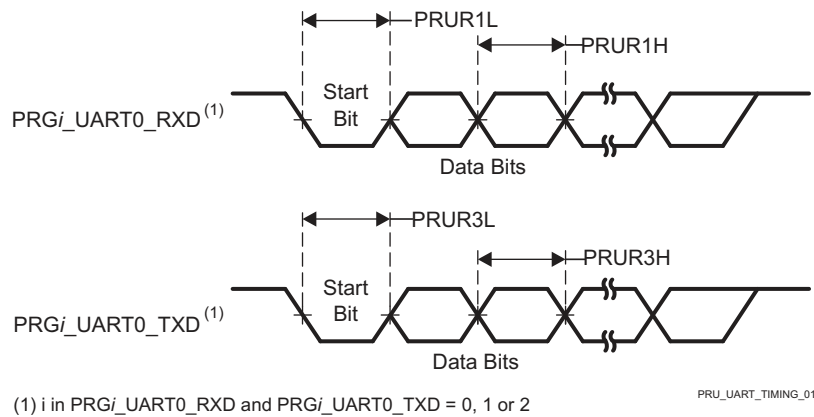 PRUR1L
PRUR1H
PRGi_UART0_RXD (1)
Start
Bit
Data Bits
PRUR3L
PRUR3H
PRGi_UART0_TXD (1)
Start
Bit
Data Bits
(1) i in PRGi_UART0_RXD and PRGi_UART0_TXD = 0, 1 or 2
PRU_UART_TIMING_01